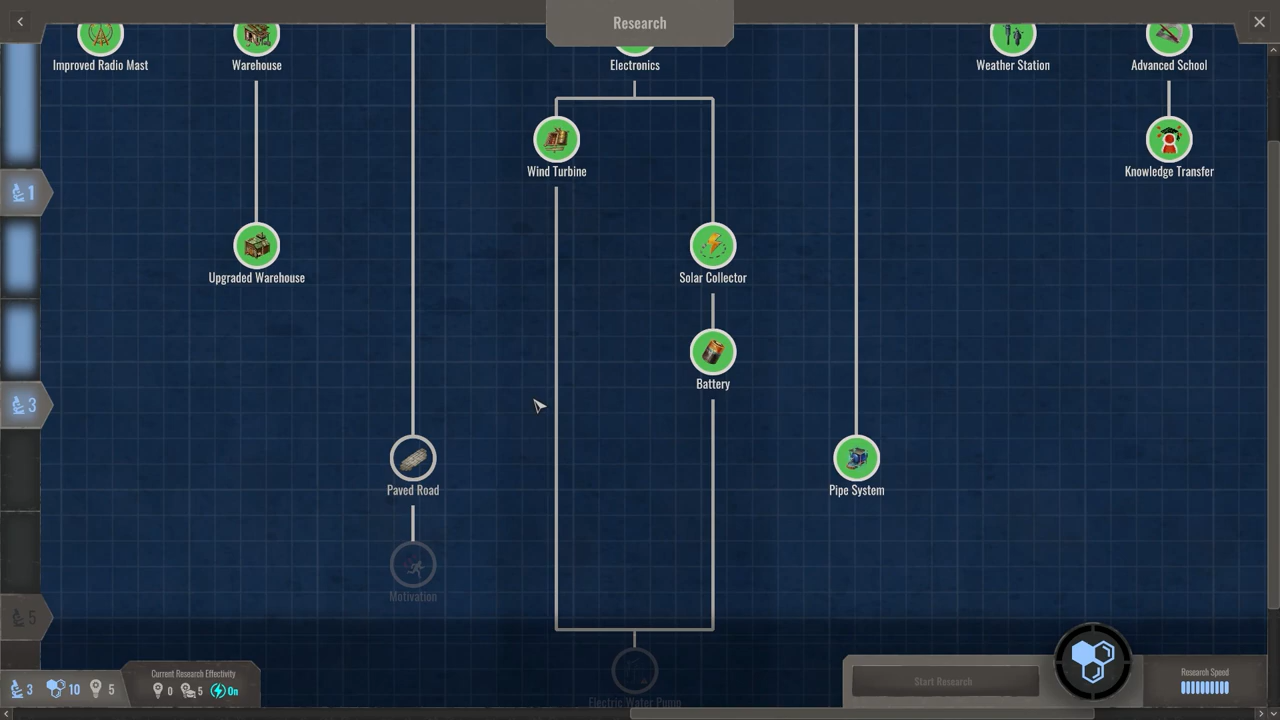 Research
Improved Radio Mast
Warehouse
Electronics
Weather Station
Advanced School
Wind Turbine
Knowledge Transfer
1
Upgraded Warehouse
Solar Collector
Battery
3
Paved Road
Pipe System
Motivation
5
Electric Water Pump
Current Research Effectivity
3 10 5
0 5 On
Start Research
Research Speed